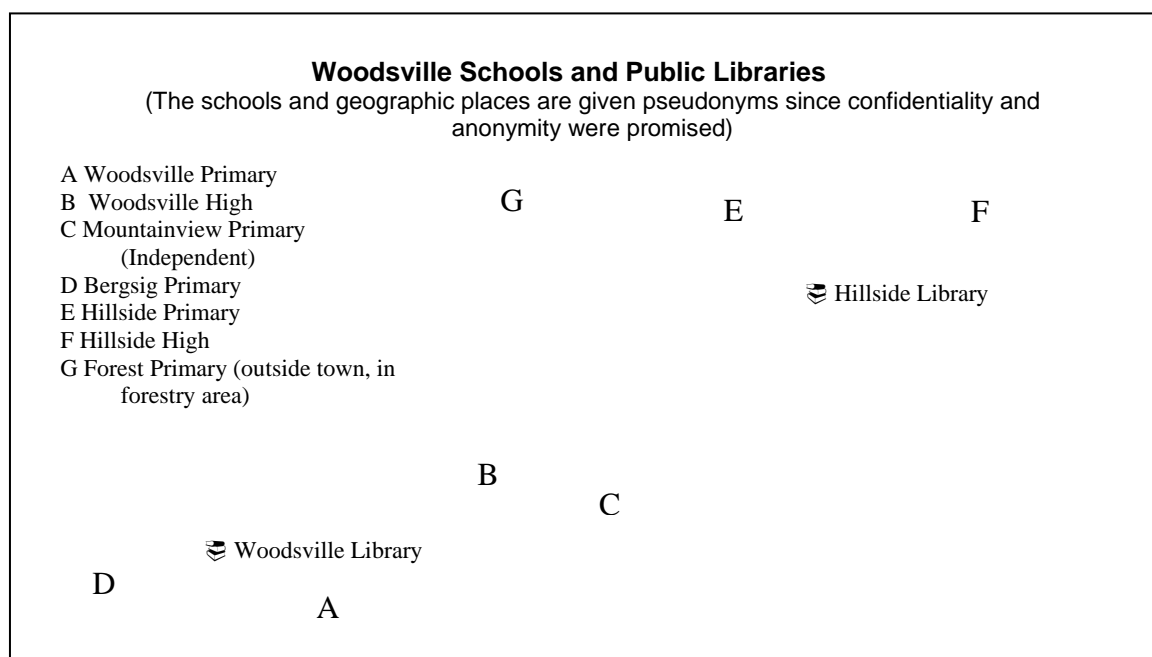 Woodsville Schools and Public Libraries
(The schools and geographic places are given pseudonyms since confidentiality and
anonymity were promised)
A Woodsville Primary
B Woodsville High
C Mountainview Primary
(Independent)
D Bergsig Primary
E Hillside Primary
F Hillside High
G Forest Primary (outside town, in
forestry area)
G
E
F
Hillside Library
B
C
Woodsville Library
D
A